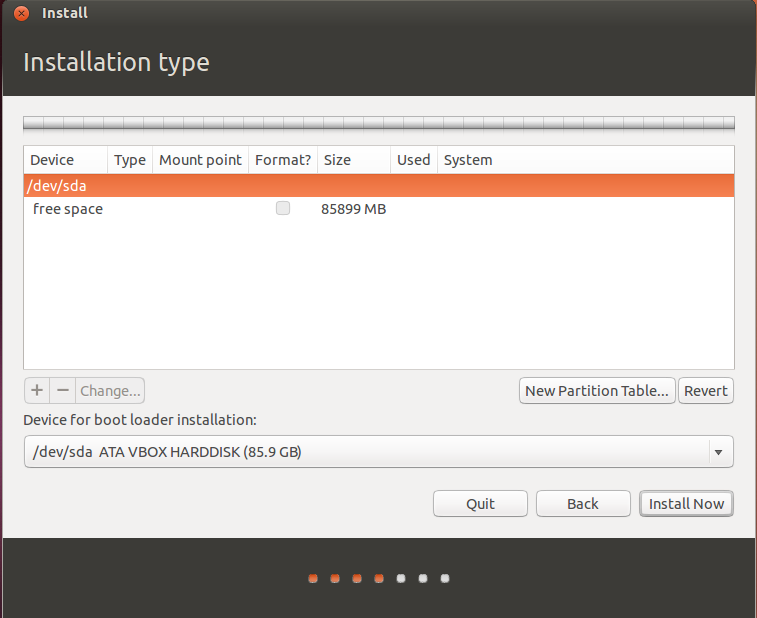 Install
Installation type
Device Type Mount point Format? Size Used System
/dev/sda
free space 85899 MB
+ − Change... New Partition Table... Revert
Device for boot loader installation:
/dev/sda ATA VBOX HARDDISK (85.9 GB)
Quit Back Install Now